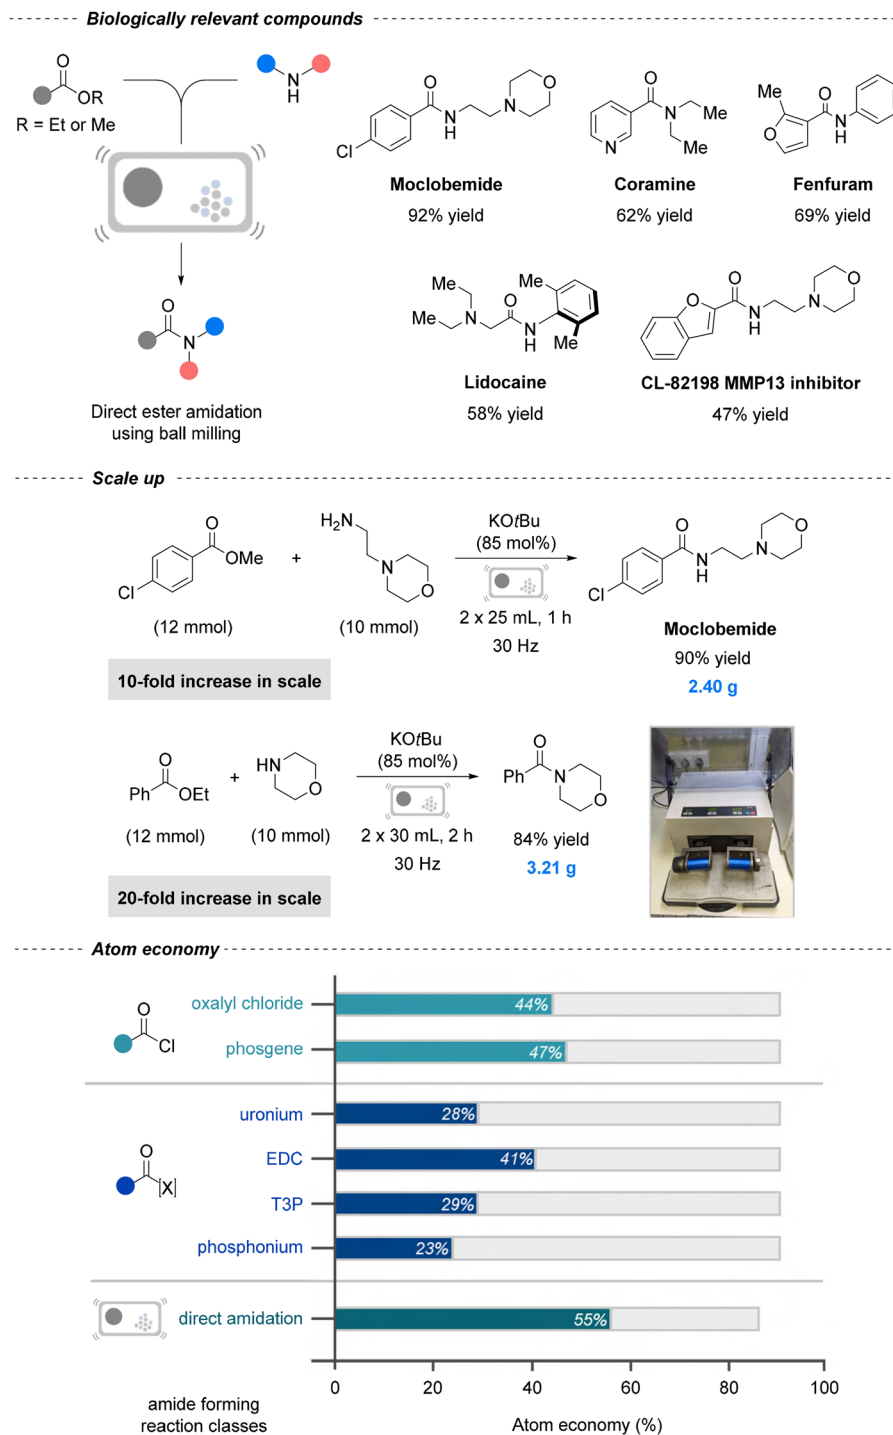 Biologically relevant compounds
O
OR
R = Et or Me
N
H
O
N
H
N
O
Cl
Moclobemide
92% yield
O
N
Me
Me
N
Coramine
62% yield
Me
O
N
H
O
Fenfuram
69% yield
O
N
Direct ester amidation
using ball milling
Me
Me
N
O
N
H
Me
Me
Lidocaine
58% yield
O
O
N
H
N
O
CL-82198 MMP13 inhibitor
47% yield
Scale up
O
OMe
Cl
(12 mmol)
+
H2N
N
O
(10 mmol)
KOtBu
(85 mol%)
2 x 25 mL, 1 h
30 Hz
O
N
H
N
O
Cl
Moclobemide
90% yield
2.40 g
10-fold increase in scale
O
Ph
OEt
(12 mmol)
+
HN
O
(10 mmol)
KOtBu
(85 mol%)
2 x 30 mL, 2 h
30 Hz
O
Ph
N
O
84% yield
3.21 g
20-fold increase in scale
Atom economy
O
Cl
oxalyl chloride
44%
phosgene
47%
O
[X]
uronium
28%
EDC
41%
T3P
29%
phosphonium
23%
direct amidation
55%
0 20 40 60 80 100
amide forming
reaction classes
Atom economy (%)